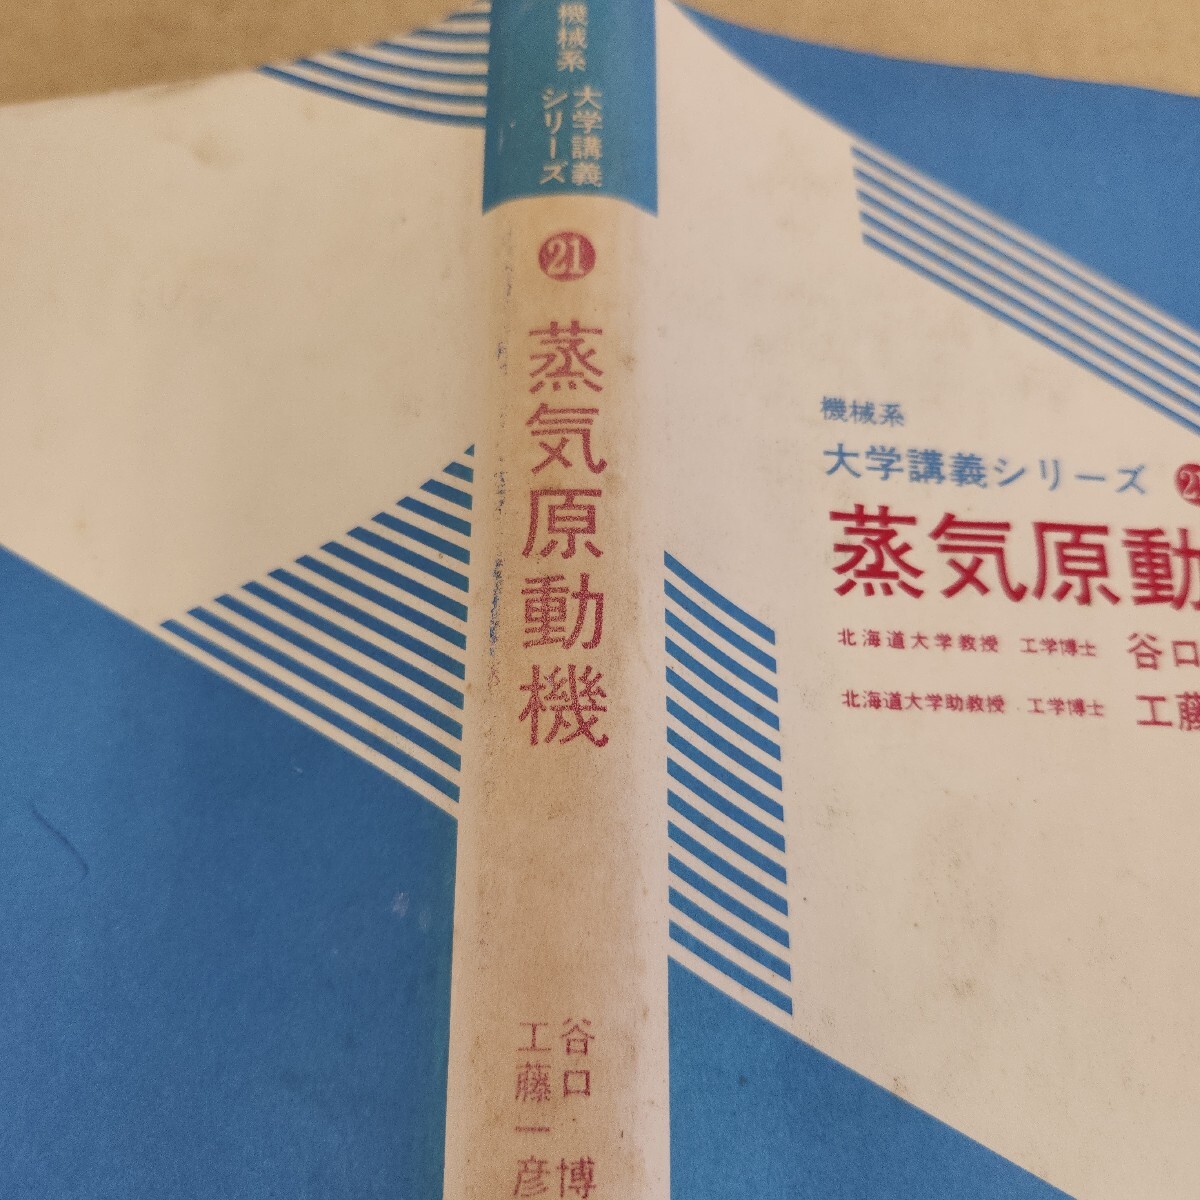 機械系
大学講義
シリーズ
21
蒸気原動機
谷口 博
工藤一彦
機械系
大学講義シリーズ 21
蒸気原動
北海道大学教授 工学博士 谷口
北海道大学助教授 工学博士 工藤